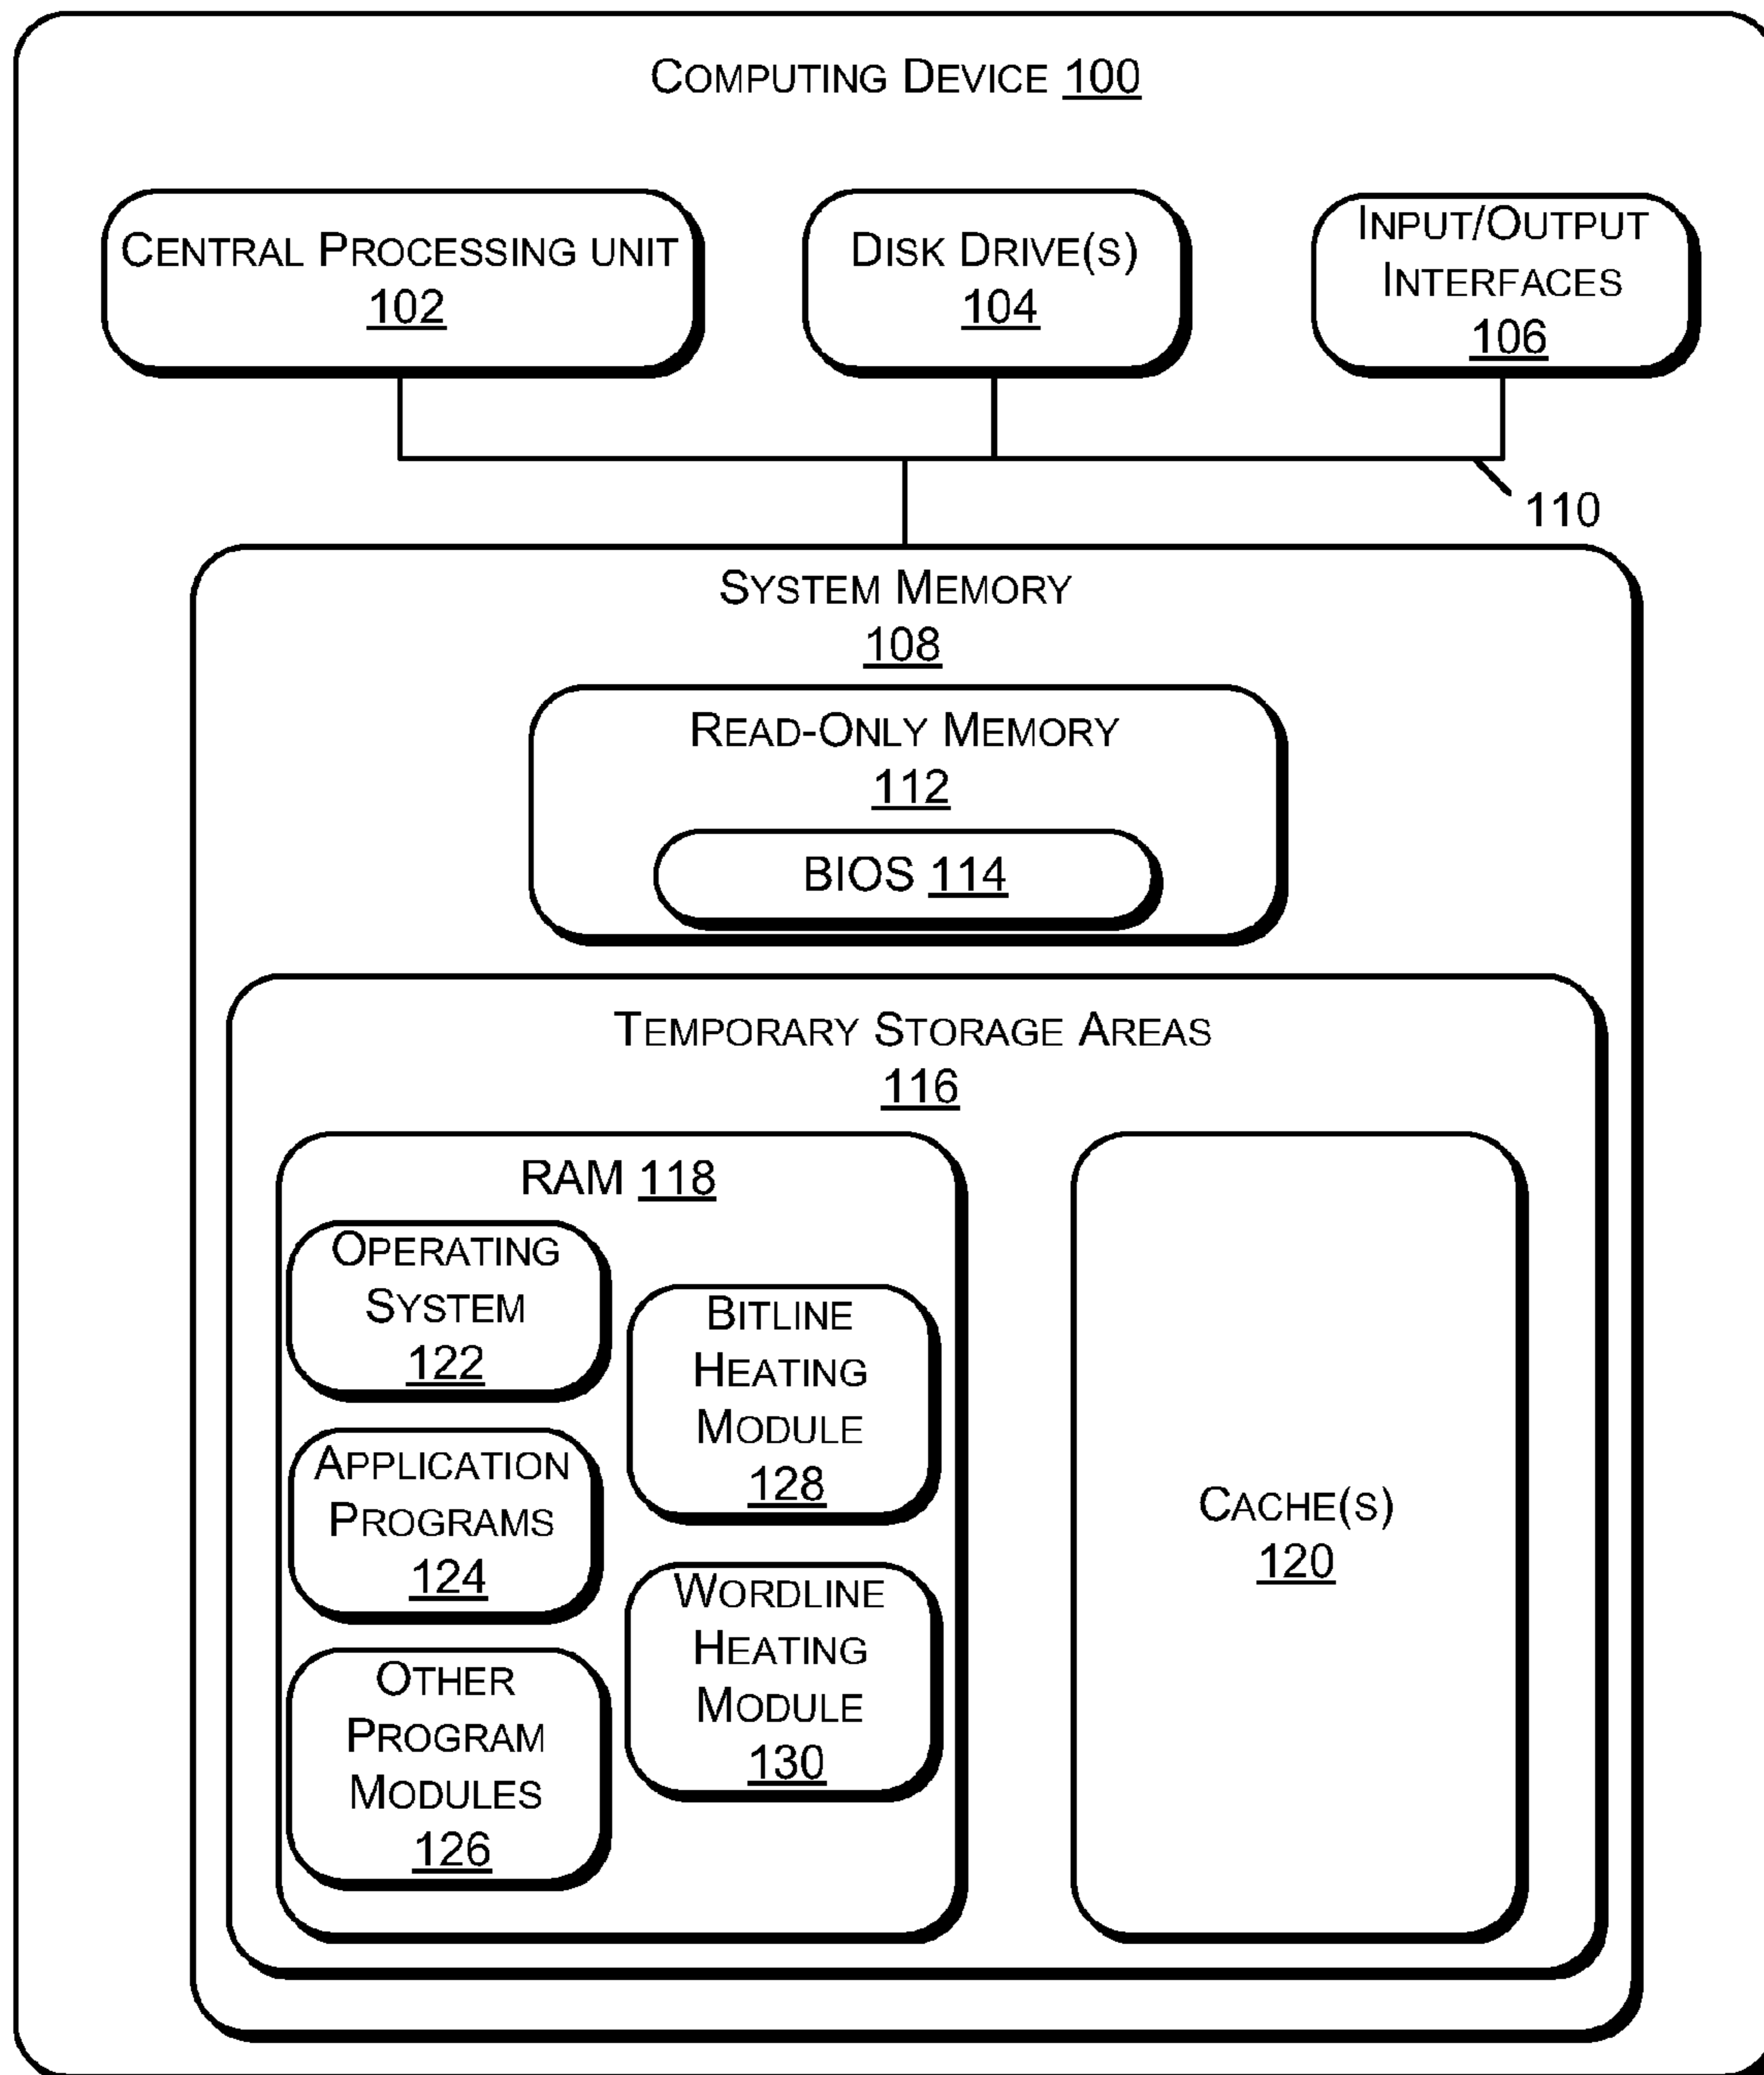 COMPUTING DEVICE 100
CENTRAL PROCESSING UNIT
102
DISK DRIVE(S)
104
INPUT/OUTPUT
INTERFACES
106
110
SYSTEM MEMORY
108
READ-ONLY MEMORY
112
BIOS 114
TEMPORARY STORAGE AREAS
116
RAM 118
OPERATING
SYSTEM
122
APPLICATION
PROGRAMS
124
OTHER
PROGRAM
MODULES
126
BITLINE
HEATING
MODULE
128
WORDLINE
HEATING
MODULE
130
CACHE(S)
120